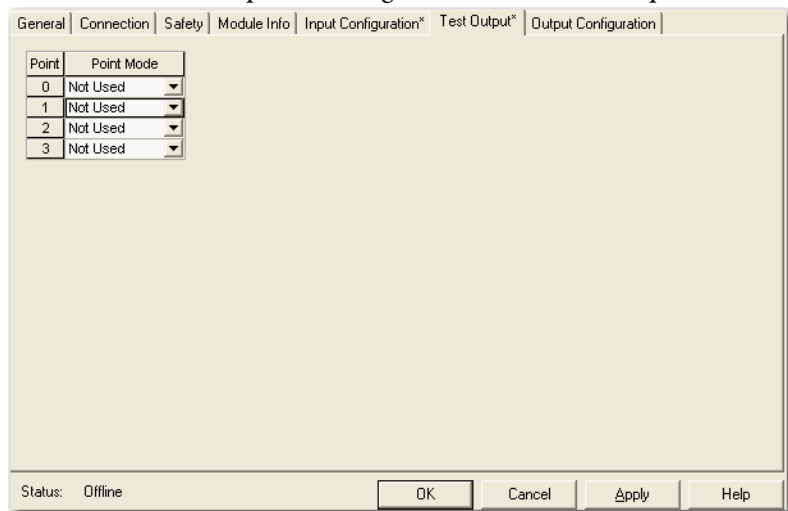 General Connection Safety Module Info Input Configuration* Test Output* Output Configuration
Point Point Mode
0 Not Used
1 Not Used
2 Not Used
3 Not Used
Status: Offline OK Cancel Apply Help